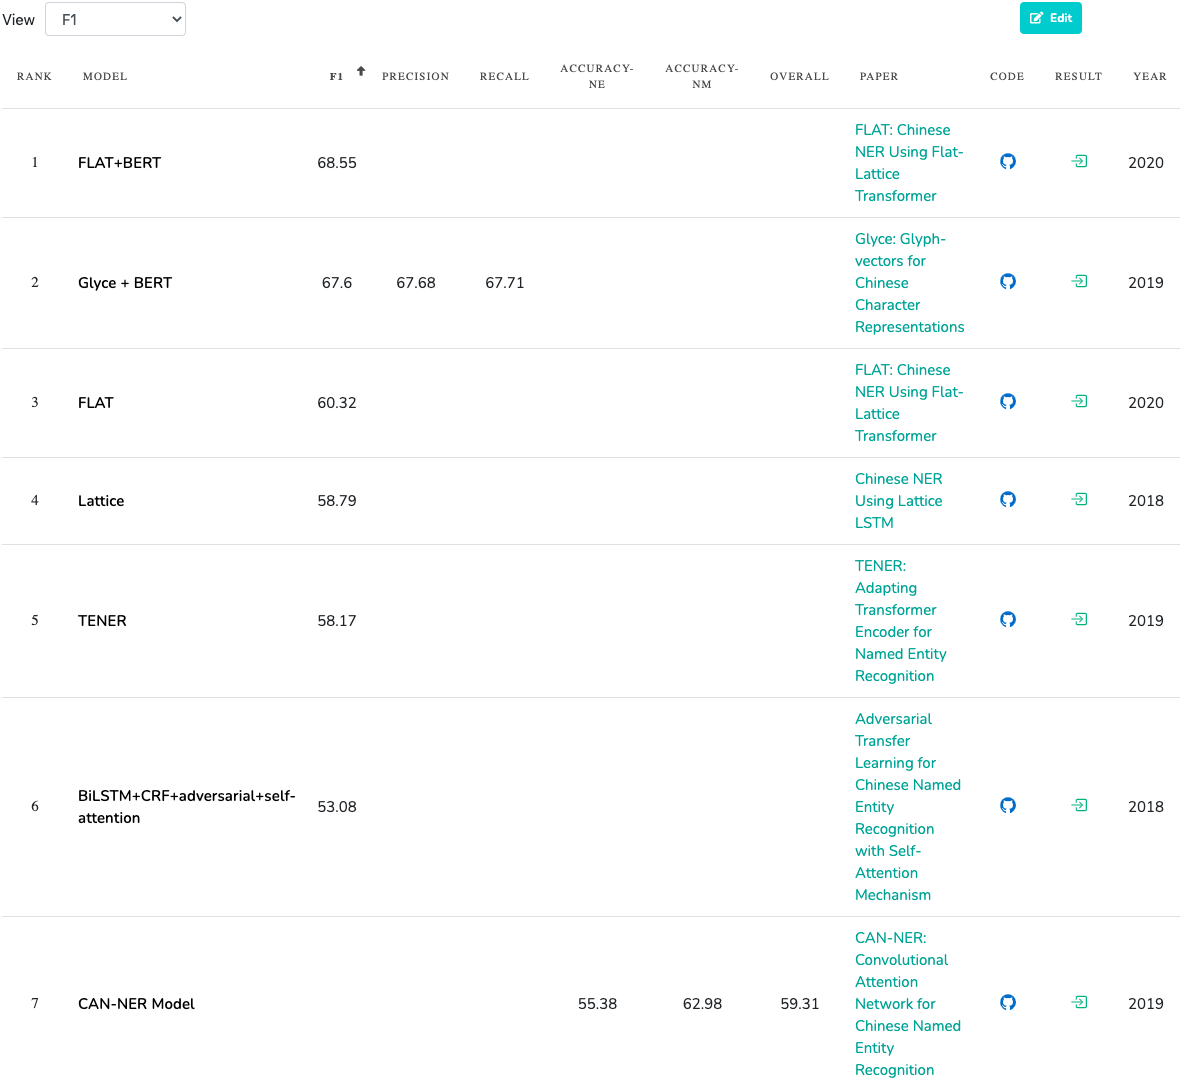 View F1 Edit
RANK MODEL F1 PRECISION RECALL ACCURACY-NE ACCURACY-NM OVERALL PAPER CODE RESULT YEAR
1 FLAT+BERT 68.55 FLAT: Chinese
NER Using Flat-
Lattice
Transformer 2020
2 Glyce + BERT 67.6 67.68 67.71 Glyce: Glyph-
vectors for
Chinese
Character
Representations 2019
3 FLAT 60.32 FLAT: Chinese
NER Using Flat-
Lattice
Transformer 2020
4 Lattice 58.79 Chinese NER
Using Lattice
LSTM 2018
5 TENER 58.17 TENER:
Adapting
Transformer
Encoder for
Named Entity
Recognition 2019
6 BiLSTM+CRF+adversarial+self-
attention 53.08 Adversarial
Transfer
Learning for
Chinese Named
Entity
Recognition
with Self-
Attention
Mechanism 2018
7 CAN-NER Model 55.38 62.98 59.31 CAN-NER:
Convolutional
Attention
Network for
Chinese Named
Entity
Recognition 2019